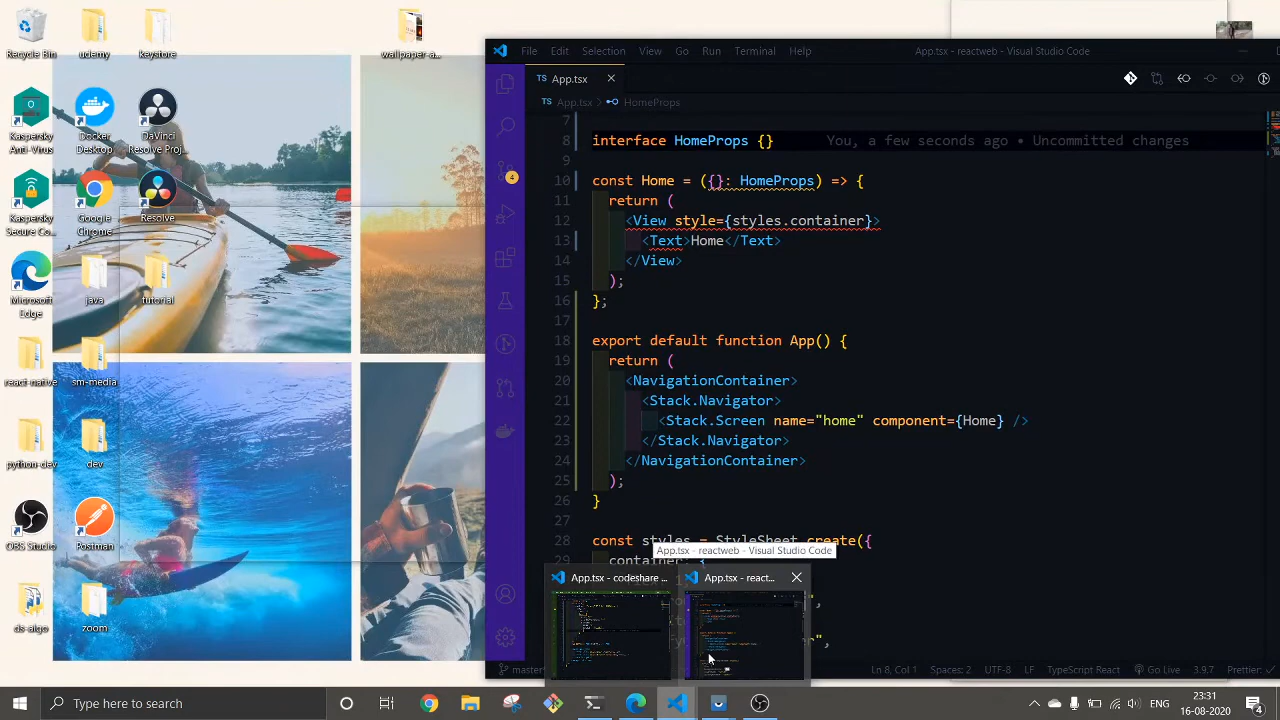 Recycle Bin
udemy
keystore
wallpaper-a...
Kaspersky Anti-Virus
Docker Desktop
DaVinci Resolve Proj...
Kaspersky Secure Co...
Google Chrome
Resolve
Microsoft Edge
java
tutorial
react-native
sm-media
python-dev
dev
OBS Studio
Postman
ds-algo
zoom
File Edit Selection View Go Run Terminal Help App.tsx - reactweb - Visual Studio Code
TS App.tsx
TS App.tsx > HomeProps
7
8 interface HomeProps {} You, a few seconds ago • Uncommitted changes
9
10 const Home = ({}: HomeProps) => {
11 return (
12 <View style={styles.container}>
13 <Text>Home</Text>
14 </View>
15 );
16 };
17
18 export default function App() {
19 return (
20 <NavigationContainer>
21 <Stack.Navigator>
22 <Stack.Screen name="home" component={Home} />
23 </Stack.Navigator>
24 </NavigationContainer>
25 );
26 }
27
28 const styles = StyleSheet.create({
29 container: {
4
App.tsx - reactweb - Visual Studio Code
App.tsx - codeshare ...
App.tsx - react...
master
Ln 8, Col 1 Spaces: 2 UTF-8 LF TypeScript React Go Live 3.9.7 Prettier:
Type here to search
ENG
23:31
16-08-2020
4